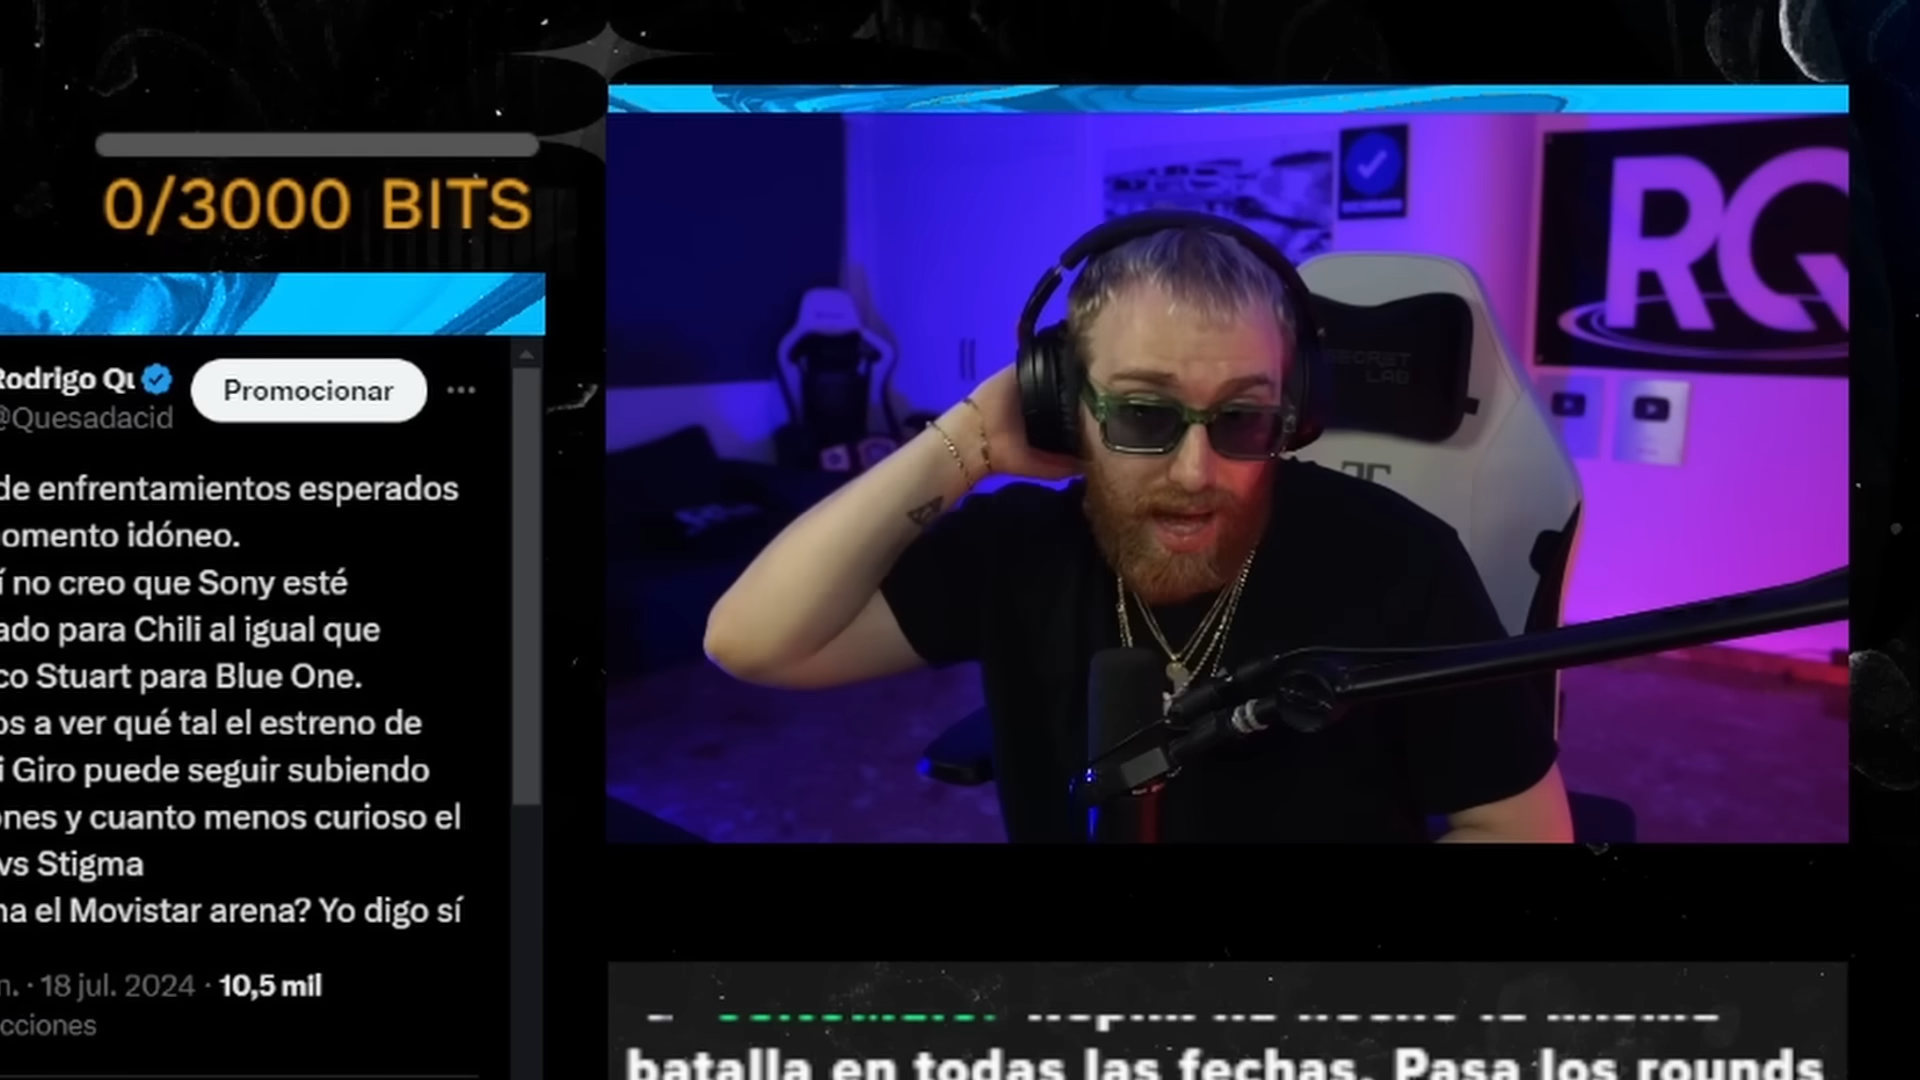 0/3000 BITS
Rodrigo Qu
Promocionar
@Quesadacid
de enfrentamientos esperados
omento idóneo.
í no creo que Sony esté
ado para Chili al igual que
co Stuart para Blue One.
os a ver qué tal el estreno de
i Giro puede seguir subiendo
ones y cuanto menos curioso el
vs Stigma
na el Movistar arena? Yo digo sí
n. · 18 jul. 2024 · 10,5 mil
cciones
RQ
SECRET
LAB
batalla en todas las fechas. Pasa los rounds